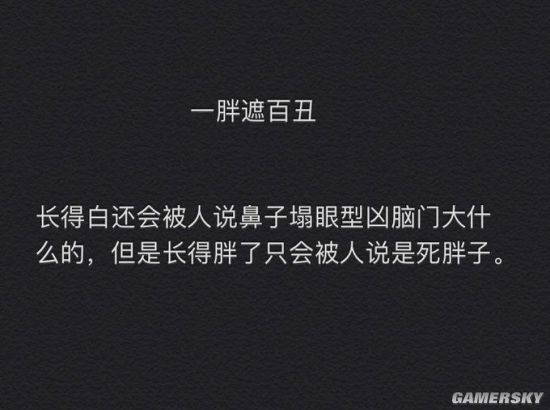 一胖遮百丑
长得白还会被人说鼻子塌眼型凶脑门大什
么的，但是长得胖了只会被人说是死胖子。
GAMERSKY